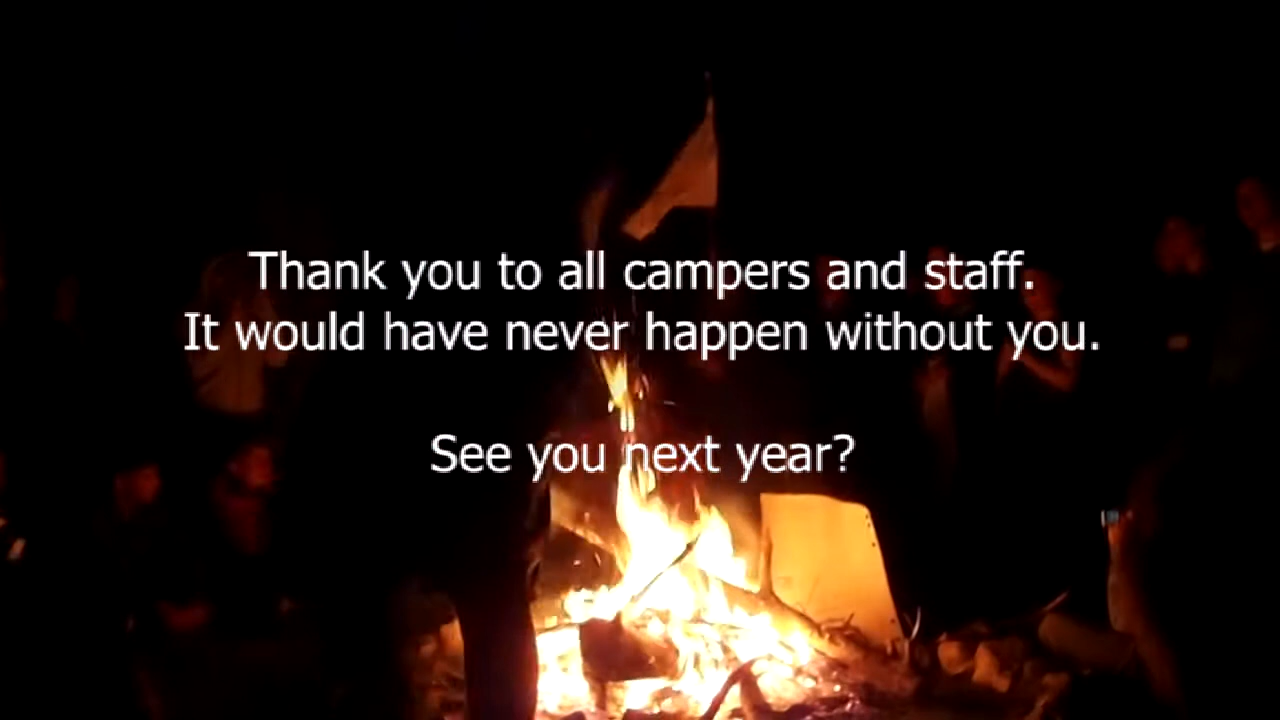 Thank you to all campers and staff.
It would have never happen without you.
See you next year?